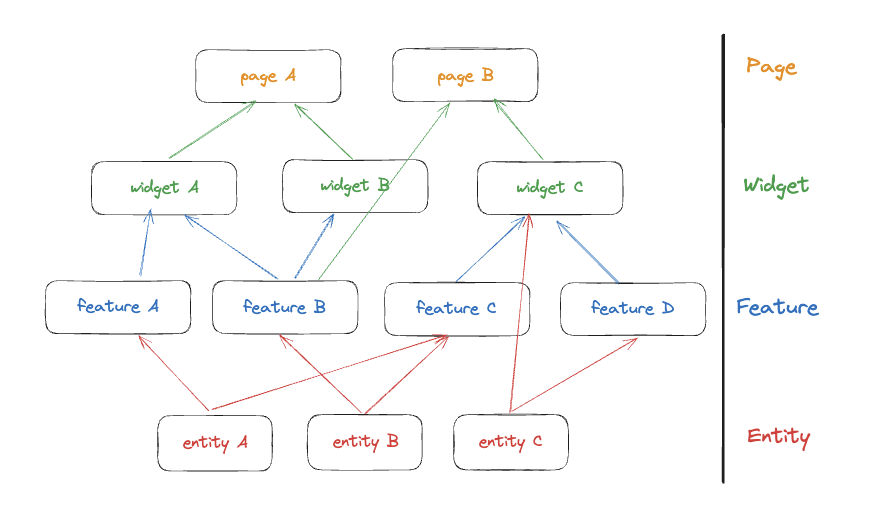 page A
page B
Page
widget A
widget B
widget C
Widget
feature A
feature B
feature C
feature D
Feature
entity A
entity B
entity C
Entity